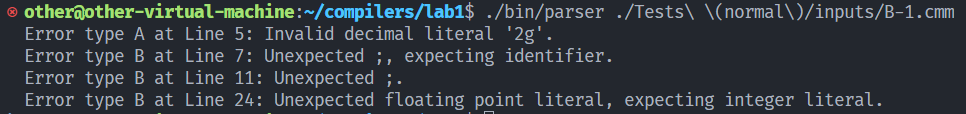 other@other-virtual-machine:~/compilers/lab1$ ./bin/parser ./Tests\ \(normal\)/inputs/B-1.cmm
Error type A at Line 5: Invalid decimal literal '2g'.
Error type B at Line 7: Unexpected ;, expecting identifier.
Error type B at Line 11: Unexpected ;.
Error type B at Line 24: Unexpected floating point literal, expecting integer literal.